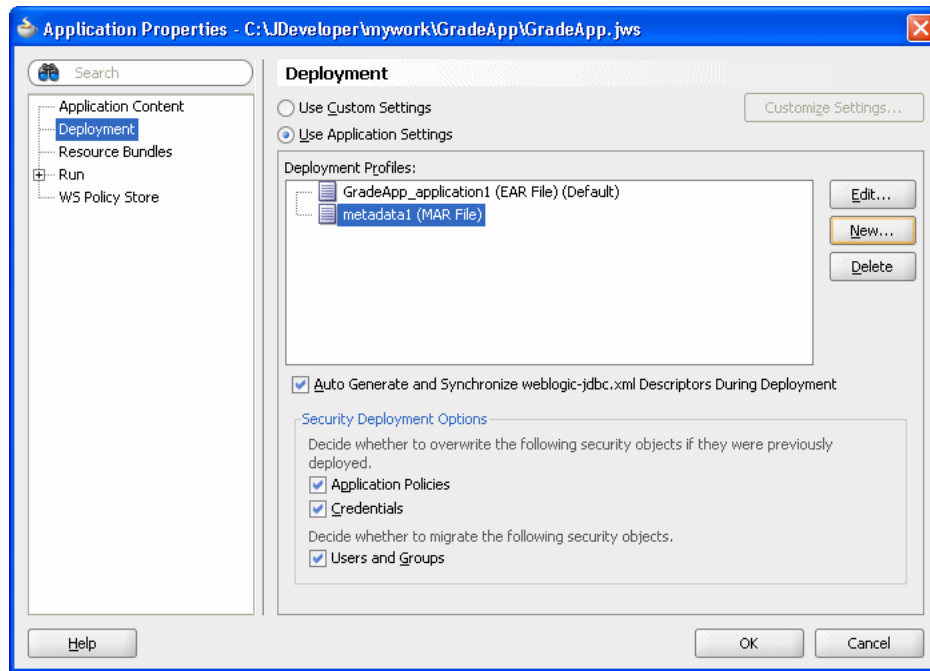 Application Properties - C:\JDeveloper\mywork\GradeApp\GradeApp.jws
Search
Application Content
Deployment
Resource Bundles
Run
WS Policy Store
Deployment
Use Custom Settings
Customize Settings...
Use Application Settings
Deployment Profiles:
GradeApp_application1 (EAR File) (Default)
metadata1 (MAR File)
Edit...
New...
Delete
Auto Generate and Synchronize weblogic-jdbc.xml Descriptors During Deployment
Security Deployment Options
Decide whether to overwrite the following security objects if they were previously
deployed.
Application Policies
Credentials
Decide whether to migrate the following security objects.
Users and Groups
Help
OK
Cancel